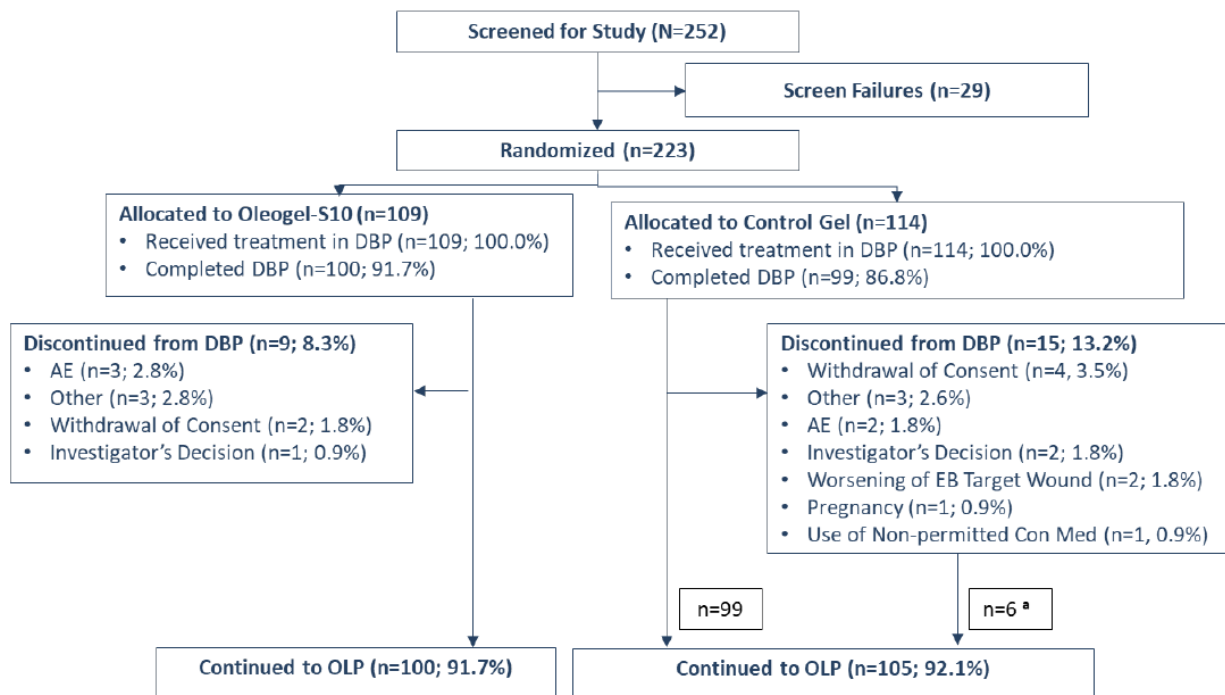 Screened for Study (N=252)
Screen Failures (n=29)
Randomized (n=223)
Allocated to Oleogel-S10 (n=109)
• Received treatment in DBP (n=109; 100.0%)
• Completed DBP (n=100; 91.7%)
Allocated to Control Gel (n=114)
• Received treatment in DBP (n=114; 100.0%)
• Completed DBP (n=99; 86.8%)
Discontinued from DBP (n=9; 8.3%)
• AE (n=3; 2.8%)
• Other (n=3; 2.8%)
• Withdrawal of Consent (n=2; 1.8%)
• Investigator's Decision (n=1; 0.9%)
Discontinued from DBP (n=15; 13.2%)
• Withdrawal of Consent (n=4, 3.5%)
• Other (n=3; 2.6%)
• AE (n=2; 1.8%)
• Investigator's Decision (n=2; 1.8%)
• Worsening of EB Target Wound (n=2; 1.8%)
• Pregnancy (n=1; 0.9%)
• Use of Non-permitted Con Med (n=1, 0.9%)
n=99
n=6 ª
Continued to OLP (n=100; 91.7%)
Continued to OLP (n=105; 92.1%)